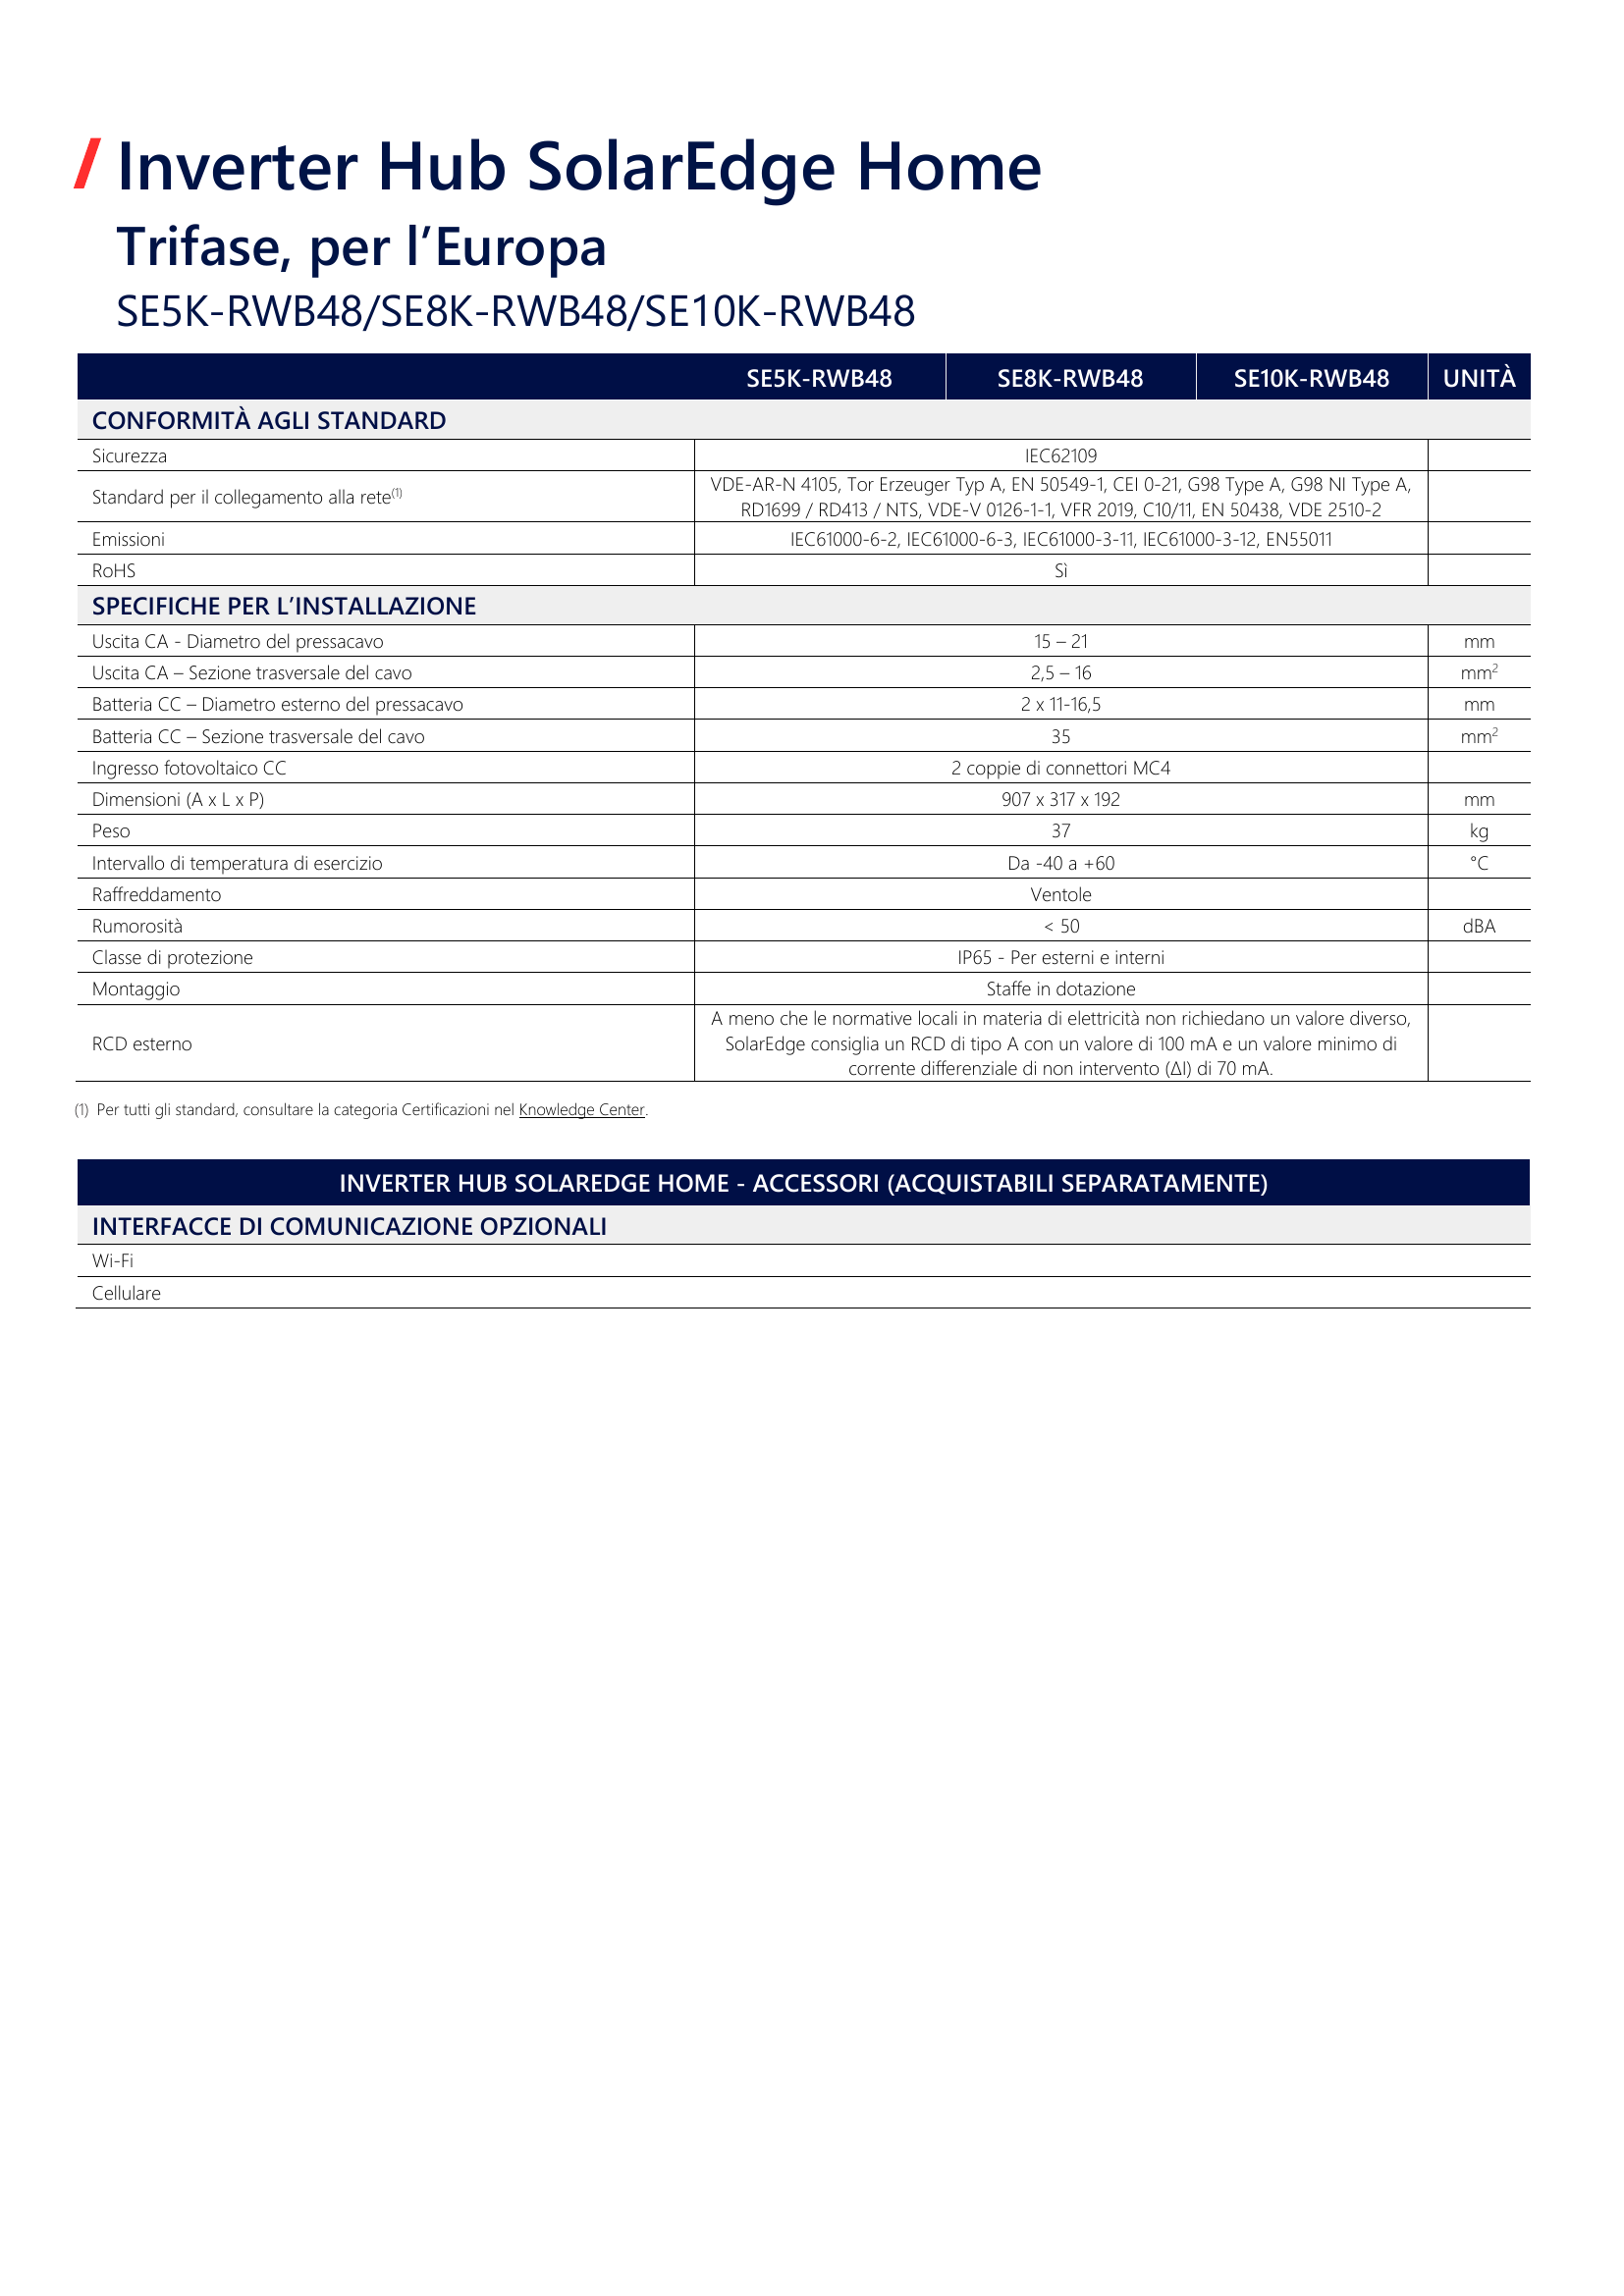 / Inverter Hub SolarEdge Home
Trifase, per l’Europa
SE5K-RWB48/SE8K-RWB48/SE10K-RWB48
SE5K-RWB48 SE8K-RWB48 SE10K-RWB48 UNITÀ
CONFORMITÀ AGLI STANDARD
Sicurezza IEC62109
Standard per il collegamento alla rete(1) VDE-AR-N 4105, Tor Erzeuger Typ A, EN 50549-1, CEI 0-21, G98 Type A, G98 NI Type A,
RD1699 / RD413 / NTS, VDE-V 0126-1-1, VFR 2019, C10/11, EN 50438, VDE 2510-2
Emissioni IEC61000-6-2, IEC61000-6-3, IEC61000-3-11, IEC61000-3-12, EN55011
RoHS Sì
SPECIFICHE PER L’INSTALLAZIONE
Uscita CA - Diametro del pressacavo 15 – 21 mm
Uscita CA – Sezione trasversale del cavo 2,5 – 16 mm²
Batteria CC – Diametro esterno del pressacavo 2 x 11-16,5 mm
Batteria CC – Sezione trasversale del cavo 35 mm²
Ingresso fotovoltaico CC 2 coppie di connettori MC4
Dimensioni (A x L x P) 907 x 317 x 192 mm
Peso 37 kg
Intervallo di temperatura di esercizio Da -40 a +60 °C
Raffreddamento Ventole
Rumorosità < 50 dBA
Classe di protezione IP65 - Per esterni e interni
Montaggio Staffe in dotazione
RCD esterno A meno che le normative locali in materia di elettricità non richiedano un valore diverso,
SolarEdge consiglia un RCD di tipo A con un valore di 100 mA e un valore minimo di
corrente differenziale di non intervento (ΔI) di 70 mA.
(1) Per tutti gli standard, consultare la categoria Certificazioni nel Knowledge Center.
INVERTER HUB SOLAREDGE HOME - ACCESSORI (ACQUISTABILI SEPARATAMENTE)
INTERFACCE DI COMUNICAZIONE OPZIONALI
Wi-Fi
Cellulare